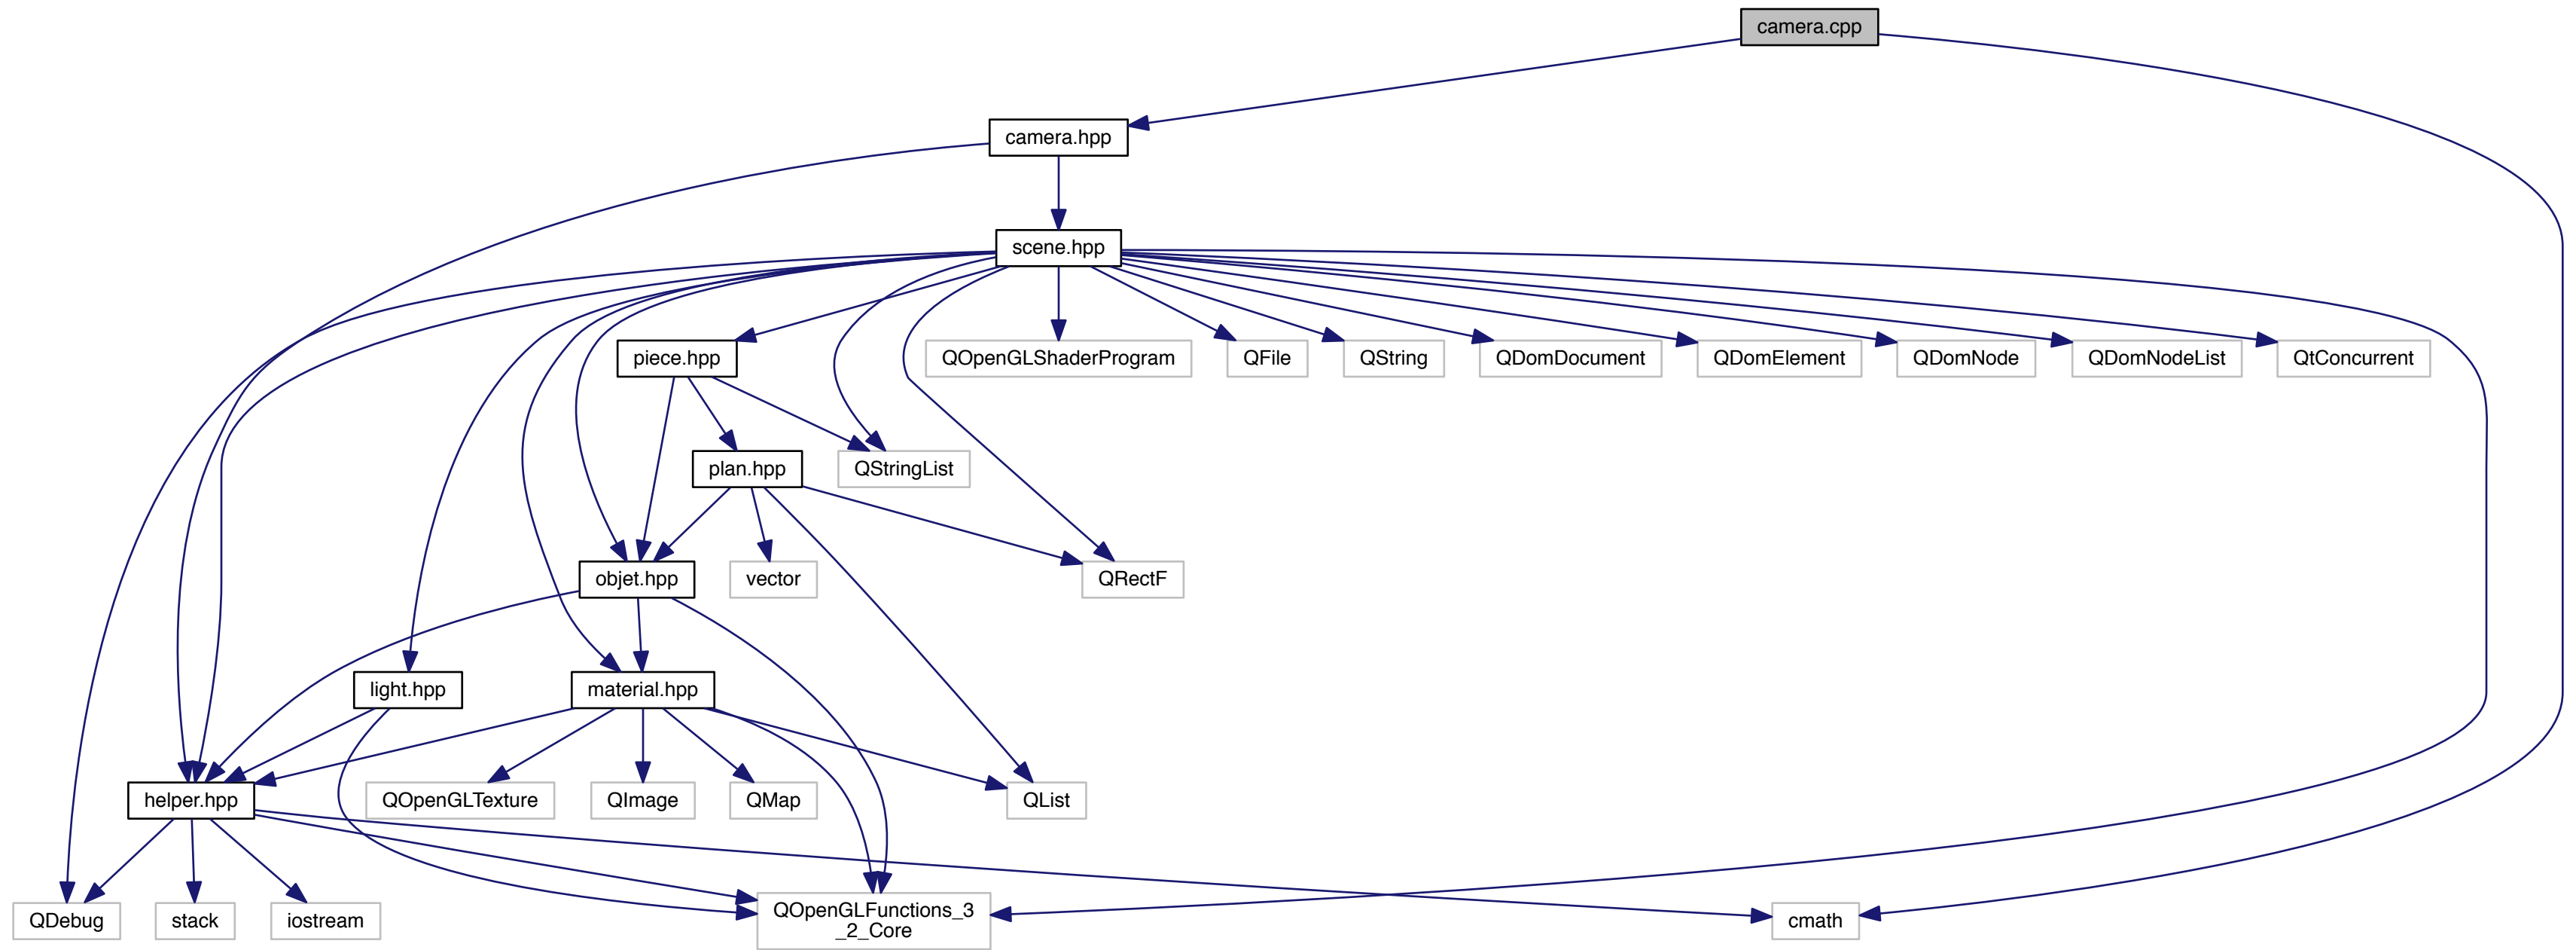 camera.cpp
camera.hpp
scene.hpp
piece.hpp
QOpenGLShaderProgram
QFile
QString
QDomDocument
QDomElement
QDomNode
QDomNodeList
QtConcurrent
plan.hpp
QStringList
objet.hpp
vector
QRectF
light.hpp
material.hpp
helper.hpp
QOpenGLTexture
QImage
QMap
QList
QDebug
stack
iostream
QOpenGLFunctions_3
_2_Core
cmath